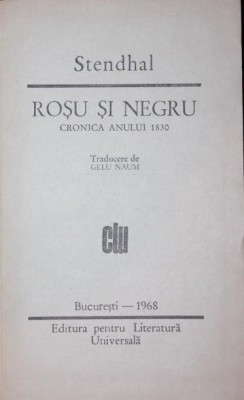 Stendhal
ROȘU ȘI NEGRU
CRONICA ANULUI 1830
Traducere de
GELU NAUM
clu
București — 1968
Editura pentru Literatură
Universală